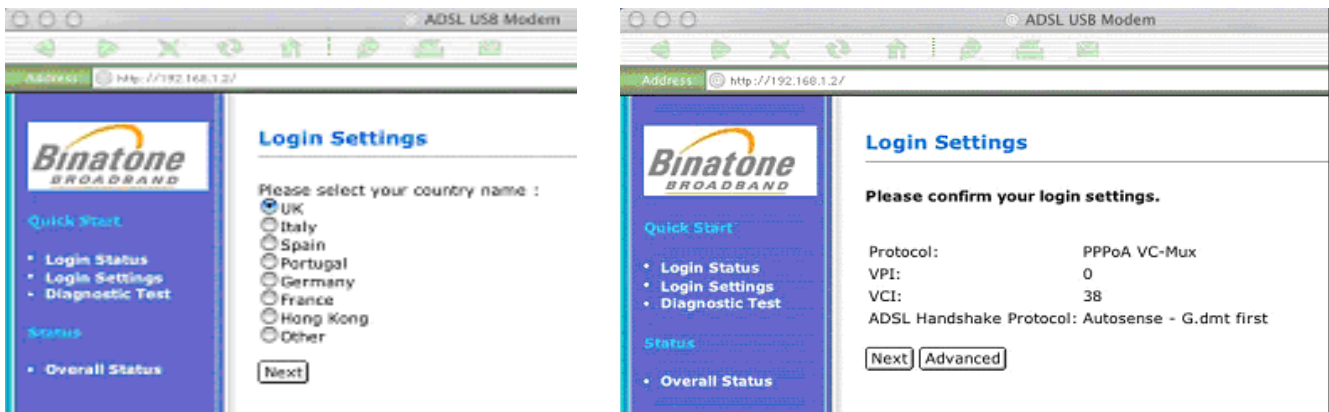 ADSL USB Modem
Address http://192.168.1.2/
Binatone
BROADBAND
Quick Start
Login Status
Login Settings
Diagnostic Test
Status
Overall Status
Login Settings
Please select your country name :
UK
Italy
Spain
Portugal
Germany
France
Hong Kong
Other
Next
ADSL USB Modem
Address http://192.168.1.2/
Binatone
BROADBAND
Quick Start
Login Status
Login Settings
Diagnostic Test
Status
Overall Status
Login Settings
Please confirm your login settings.
Protocol: PPPoA VC-Mux
VPI: 0
VCI: 38
ADSL Handshake Protocol: Autosense - G.dmt first
Next Advanced